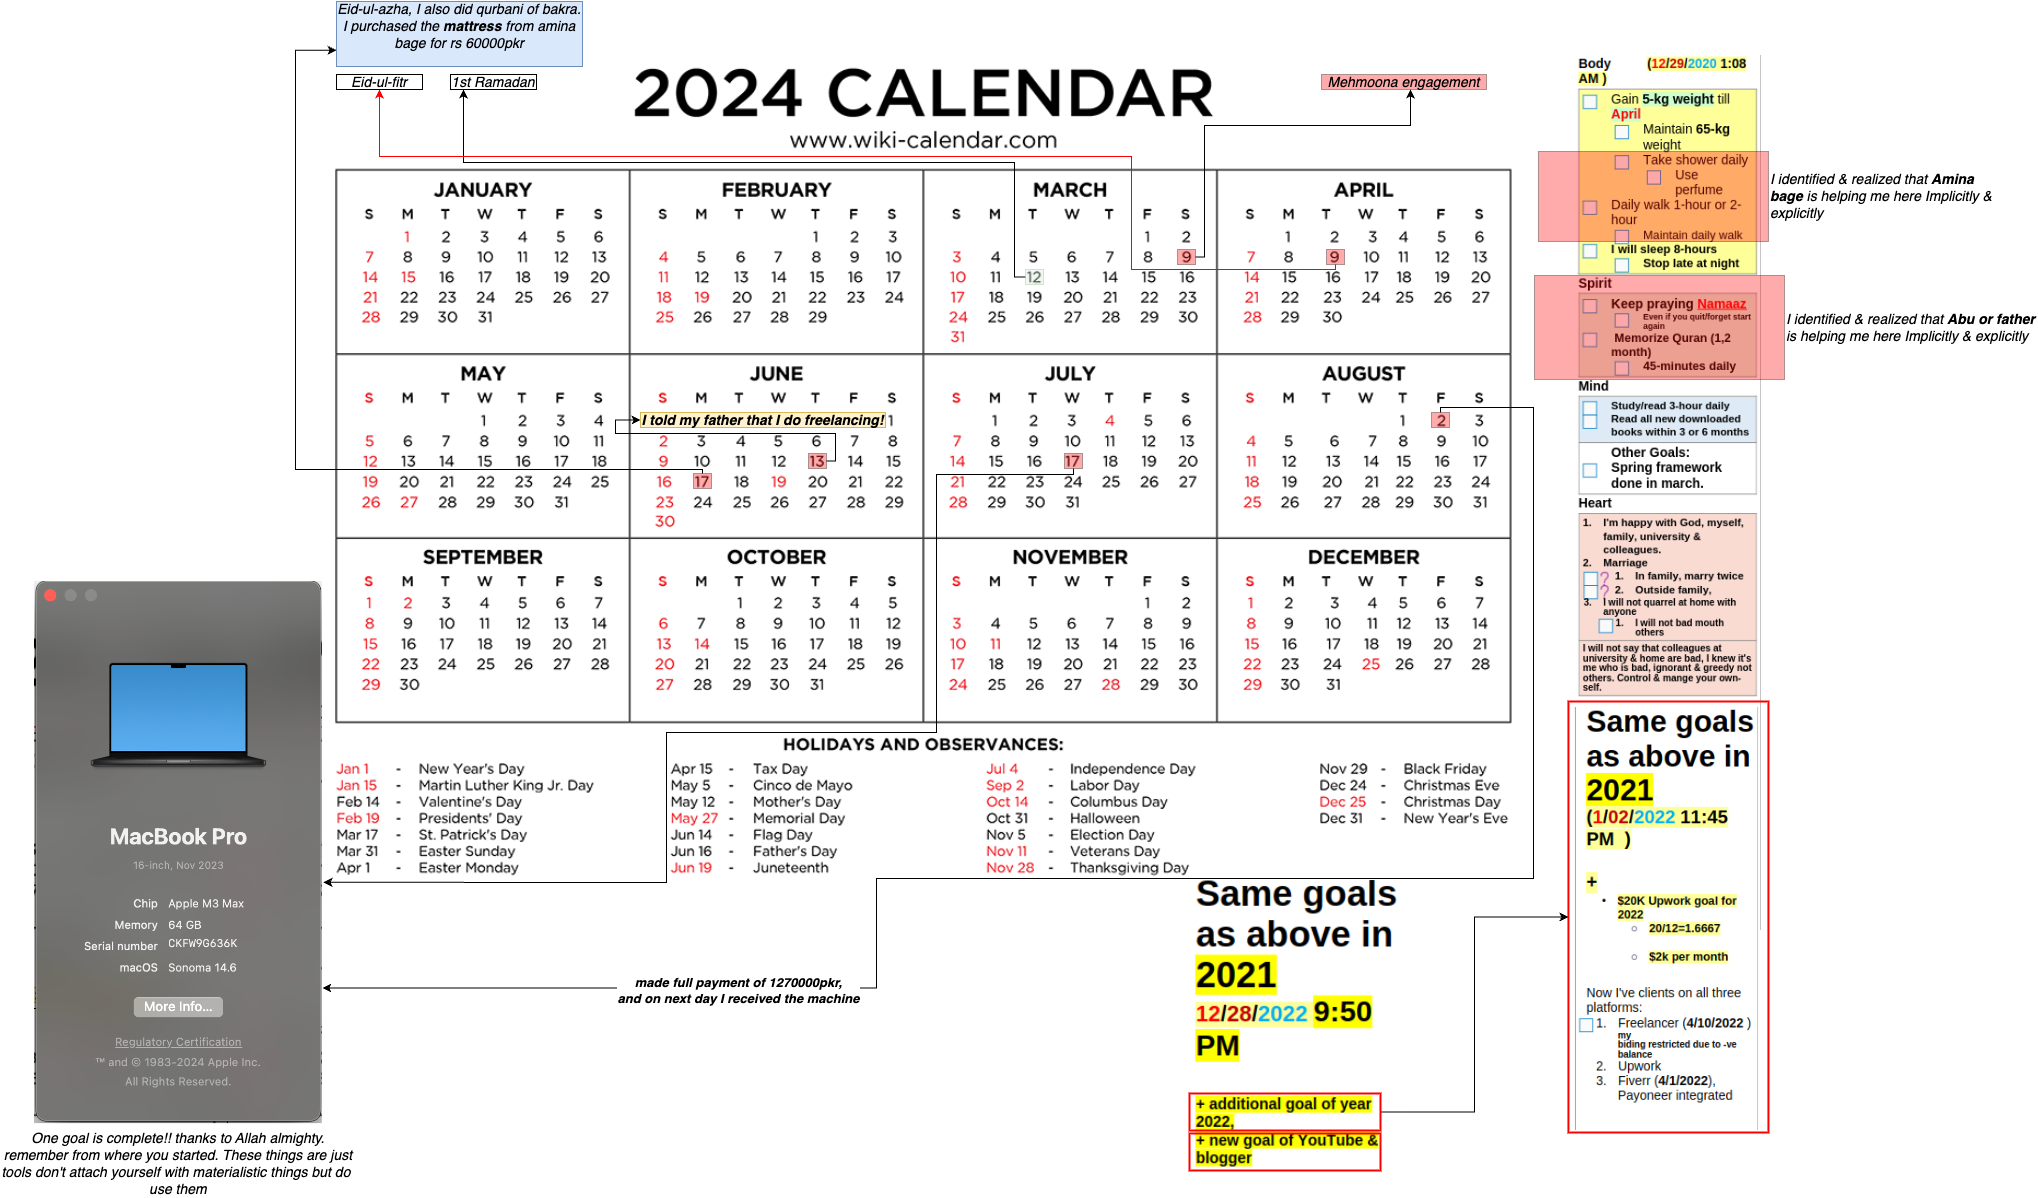 Eid-ul-azha, I also did qurbani of bakra.
I purchased the mattress from amina
bage for rs 60000pkr
Eid-ul-fitr
1st Ramadan
Mehmoona engagement
2024 CALENDAR
www.wiki-calendar.com
JANUARY
S M T W T F S
1 2 3 4 5 6
7 8 9 10 11 12 13
14 15 16 17 18 19 20
21 22 23 24 25 26 27
28 29 30 31
FEBRUARY
S M T W T F S
1 2 3
4 5 6 7 8 9 10
11 12 13 14 15 16 17
18 19 20 21 22 23 24
25 26 27 28 29
MARCH
S M T W T F S
1 2
3 4 5 6 7 8 9
10 11 12 13 14 15 16
17 18 19 20 21 22 23
24 25 26 27 28 29 30
31
APRIL
S M T W T F S
1 2 3 4 5 6
7 8 9 10 11 12 13
14 15 16 17 18 19 20
21 22 23 24 25 26 27
28 29 30
MAY
S M T W T F S
1 2 3 4
5 6 7 8 9 10 11
12 13 14 15 16 17 18
19 20 21 22 23 24 25
26 27 28 29 30 31
JUNE
S M T W T F S
I told my father that I do freelancing! 1
2 3 4 5 6 7 8
9 10 11 12 13 14 15
16 17 18 19 20 21 22
23 24 25 26 27 28 29
30
JULY
S M T W T F S
1 2 3 4 5 6
7 8 9 10 11 12 13
14 15 16 17 18 19 20
21 22 23 24 25 26 27
28 29 30 31
AUGUST
S M T W T F S
1 2 3
4 5 6 7 8 9 10
11 12 13 14 15 16 17
18 19 20 21 22 23 24
25 26 27 28 29 30 31
SEPTEMBER
S M T W T F S
1 2 3 4 5 6 7
8 9 10 11 12 13 14
15 16 17 18 19 20 21
22 23 24 25 26 27 28
29 30
OCTOBER
S M T W T F S
1 2 3 4 5
6 7 8 9 10 11 12
13 14 15 16 17 18 19
20 21 22 23 24 25 26
27 28 29 30 31
NOVEMBER
S M T W T F S
1 2
3 4 5 6 7 8 9
10 11 12 13 14 15 16
17 18 19 20 21 22 23
24 25 26 27 28 29 30
DECEMBER
S M T W T F S
1 2 3 4 5 6 7
8 9 10 11 12 13 14
15 16 17 18 19 20 21
22 23 24 25 26 27 28
29 30 31
HOLIDAYS AND OBSERVANCES:
Jan 1 - New Year's Day
Jan 15 - Martin Luther King Jr. Day
Feb 14 - Valentine's Day
Feb 19 - Presidents' Day
Mar 17 - St. Patrick's Day
Mar 31 - Easter Sunday
Apr 1 - Easter Monday
Apr 15 - Tax Day
May 5 - Cinco de Mayo
May 12 - Mother's Day
May 27 - Memorial Day
Jun 14 - Flag Day
Jun 16 - Father's Day
Jun 19 - Juneteenth
Jul 4 - Independence Day
Sep 2 - Labor Day
Oct 14 - Columbus Day
Oct 31 - Halloween
Nov 5 - Election Day
Nov 11 - Veterans Day
Nov 28 - Thanksgiving Day
Nov 29 - Black Friday
Dec 24 - Christmas Eve
Dec 25 - Christmas Day
Dec 31 - New Year's Eve
MacBook Pro
16-inch, Nov 2023
Chip Apple M3 Max
Memory 64 GB
Serial number CKFW9G636K
macOS Sonoma 14.6
More Info...
Regulatory Certification
™ and © 1983-2024 Apple Inc.
All Rights Reserved.
One goal is complete!! thanks to Allah almighty.
remember from where you started. These things are just
tools don't attach yourself with materialistic things but do
use them
made full payment of 1270000pkr,
and on next day I received the machine
Same goals
as above in
2021
12/28/2022 9:50
PM
+ additional goal of year
2022,
+ new goal of YouTube &
blogger
Body (12/29/2020 1:08
AM )
Gain 5-kg weight till
April
Maintain 65-kg
weight
Take shower daily
Use
perfume
Daily walk 1-hour or 2-
hour
Maintain daily walk
I will sleep 8-hours
Stop late at night
I identified & realized that Amina
bage is helping me here Implicitly &
explicitly
Spirit
Keep praying Namaaz
Even if you quit/forget start
again
Memorize Quran (1,2
month)
45-minutes daily
I identified & realized that Abu or father
is helping me here Implicitly & explicitly
Mind
Study/read 3-hour daily
Read all new downloaded
books within 3 or 6 months
Other Goals:
Spring framework
done in march.
Heart
1. I'm happy with God, myself,
family, university &
colleagues.
2. Marriage
? 1. In family, marry twice
? 2. Outside family,
3. I will not quarrel at home with
anyone
1. I will not bad mouth
others
I will not say that colleagues at
university & home are bad, I knew it's
me who is bad, ignorant & greedy not
others. Control & mange your own-
self.
Same goals
as above in
2021
(1/02/2022 11:45
PM )
+
• $20K Upwork goal for
2022
○ 20/12=1.6667
○ $2k per month
Now I've clients on all three
platforms:
1. Freelancer (4/10/2022 )
my
biding restricted due to -ve
balance
2. Upwork
3. Fiverr (4/1/2022),
Payoneer integrated